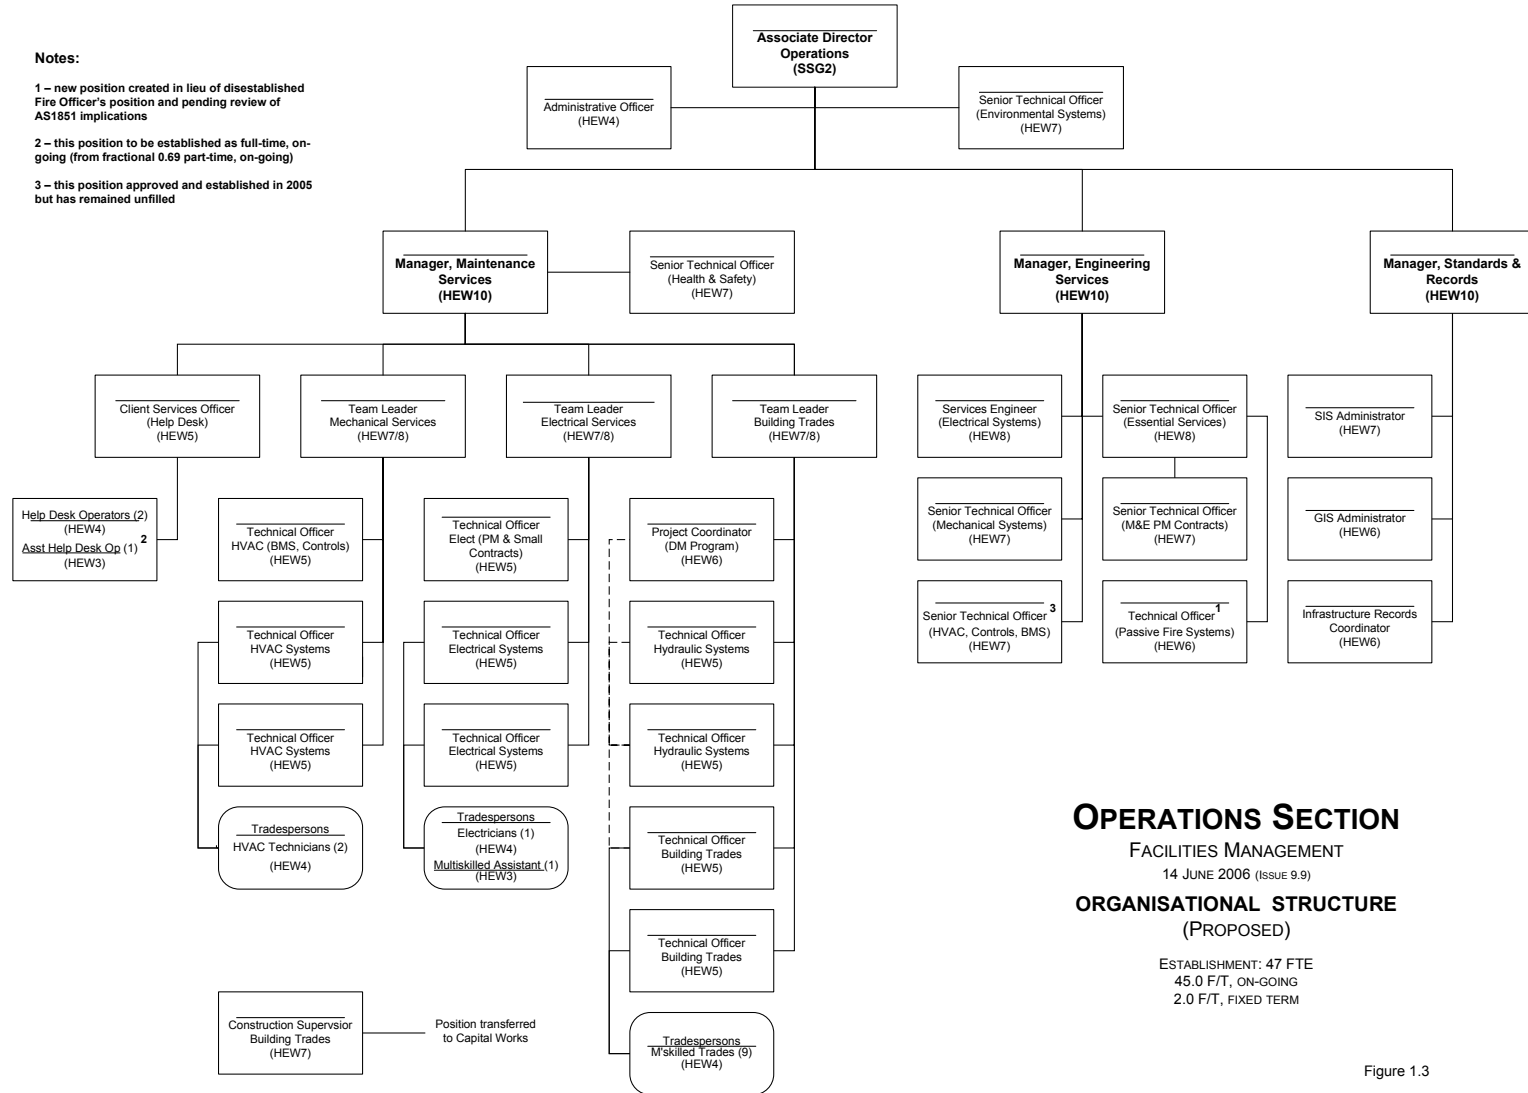 Associate Director
Operations
(SSG2)
Notes:
1 – new position created in lieu of disestablished
Fire Officer's position and pending review of
AS1851 implications
2 – this position to be established as full-time, on-
going (from fractional 0.69 part-time, on-going)
3 – this position approved and established in 2005
but has remained unfilled
Administrative Officer
(HEW4)
Senior Technical Officer
(Environmental Systems)
(HEW7)
Manager, Maintenance
Services
(HEW10)
Senior Technical Officer
(Health & Safety)
(HEW7)
Manager, Engineering
Services
(HEW10)
Manager, Standards &
Records
(HEW10)
Client Services Officer
(Help Desk)
(HEW5)
Team Leader
Mechanical Services
(HEW7/8)
Team Leader
Electrical Services
(HEW7/8)
Team Leader
Building Trades
(HEW7/8)
Services Engineer
(Electrical Systems)
(HEW8)
Senior Technical Officer
(Essential Services)
(HEW8)
SIS Administrator
(HEW7)
Help Desk Operators (2)
(HEW4)
Asst Help Desk Op (1) 2
(HEW3)
Technical Officer
HVAC (BMS, Controls)
(HEW5)
Technical Officer
Elect (PM & Small
Contracts)
(HEW5)
Project Coordinator
(DM Program)
(HEW6)
Senior Technical Officer
(Mechanical Systems)
(HEW7)
Senior Technical Officer
(M&E PM Contracts)
(HEW7)
GIS Administrator
(HEW6)
Technical Officer
HVAC Systems
(HEW5)
Technical Officer
Electrical Systems
(HEW5)
Technical Officer
Hydraulic Systems
(HEW5)
Senior Technical Officer 3
(HVAC, Controls, BMS)
(HEW7)
Technical Officer 1
(Passive Fire Systems)
(HEW6)
Infrastructure Records
Coordinator
(HEW6)
Technical Officer
HVAC Systems
(HEW5)
Technical Officer
Electrical Systems
(HEW5)
Technical Officer
Hydraulic Systems
(HEW5)
Tradespersons
HVAC Technicians (2)
(HEW4)
Tradespersons
Electricians (1)
(HEW4)
Multiskilled Assistant (1)
(HEW3)
Technical Officer
Building Trades
(HEW5)
Technical Officer
Building Trades
(HEW5)
Construction Supervsior
Building Trades
(HEW7)
Position transferred
to Capital Works
Tradespersons
M'skilled Trades (9)
(HEW4)
OPERATIONS SECTION
FACILITIES MANAGEMENT
14 JUNE 2006 (ISSUE 9.9)
ORGANISATIONAL STRUCTURE
(PROPOSED)
ESTABLISHMENT: 47 FTE
45.0 F/T, ON-GOING
2.0 F/T, FIXED TERM
Figure 1.3